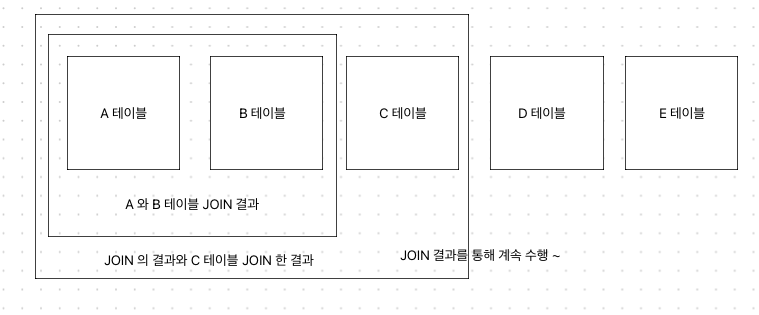 A 테이블
B 테이블
C 테이블
D 테이블
E 테이블
A 와 B 테이블 JOIN 결과
JOIN 의 결과와 C 테이블 JOIN 한 결과
JOIN 결과를 통해 계속 수행 ~